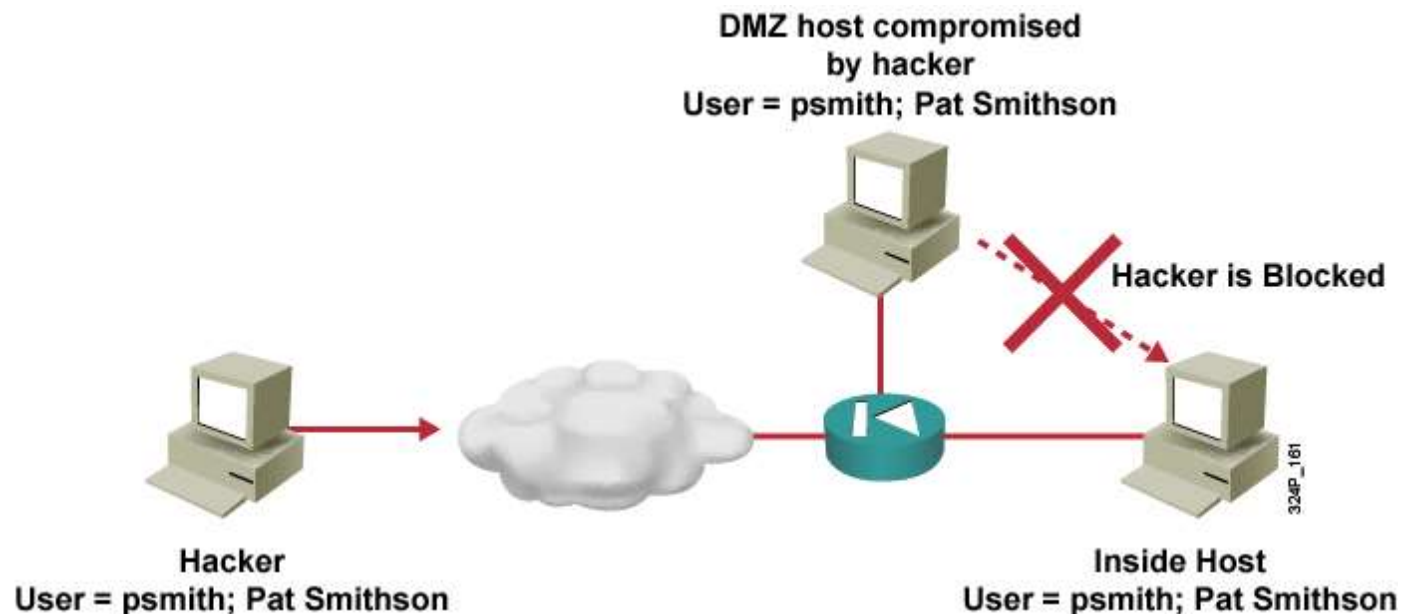 DMZ host compromised
by hacker
User = psmith; Pat Smithson
Hacker is Blocked
324P_161
Hacker
User = psmith; Pat Smithson
Inside Host
User = psmith; Pat Smithson